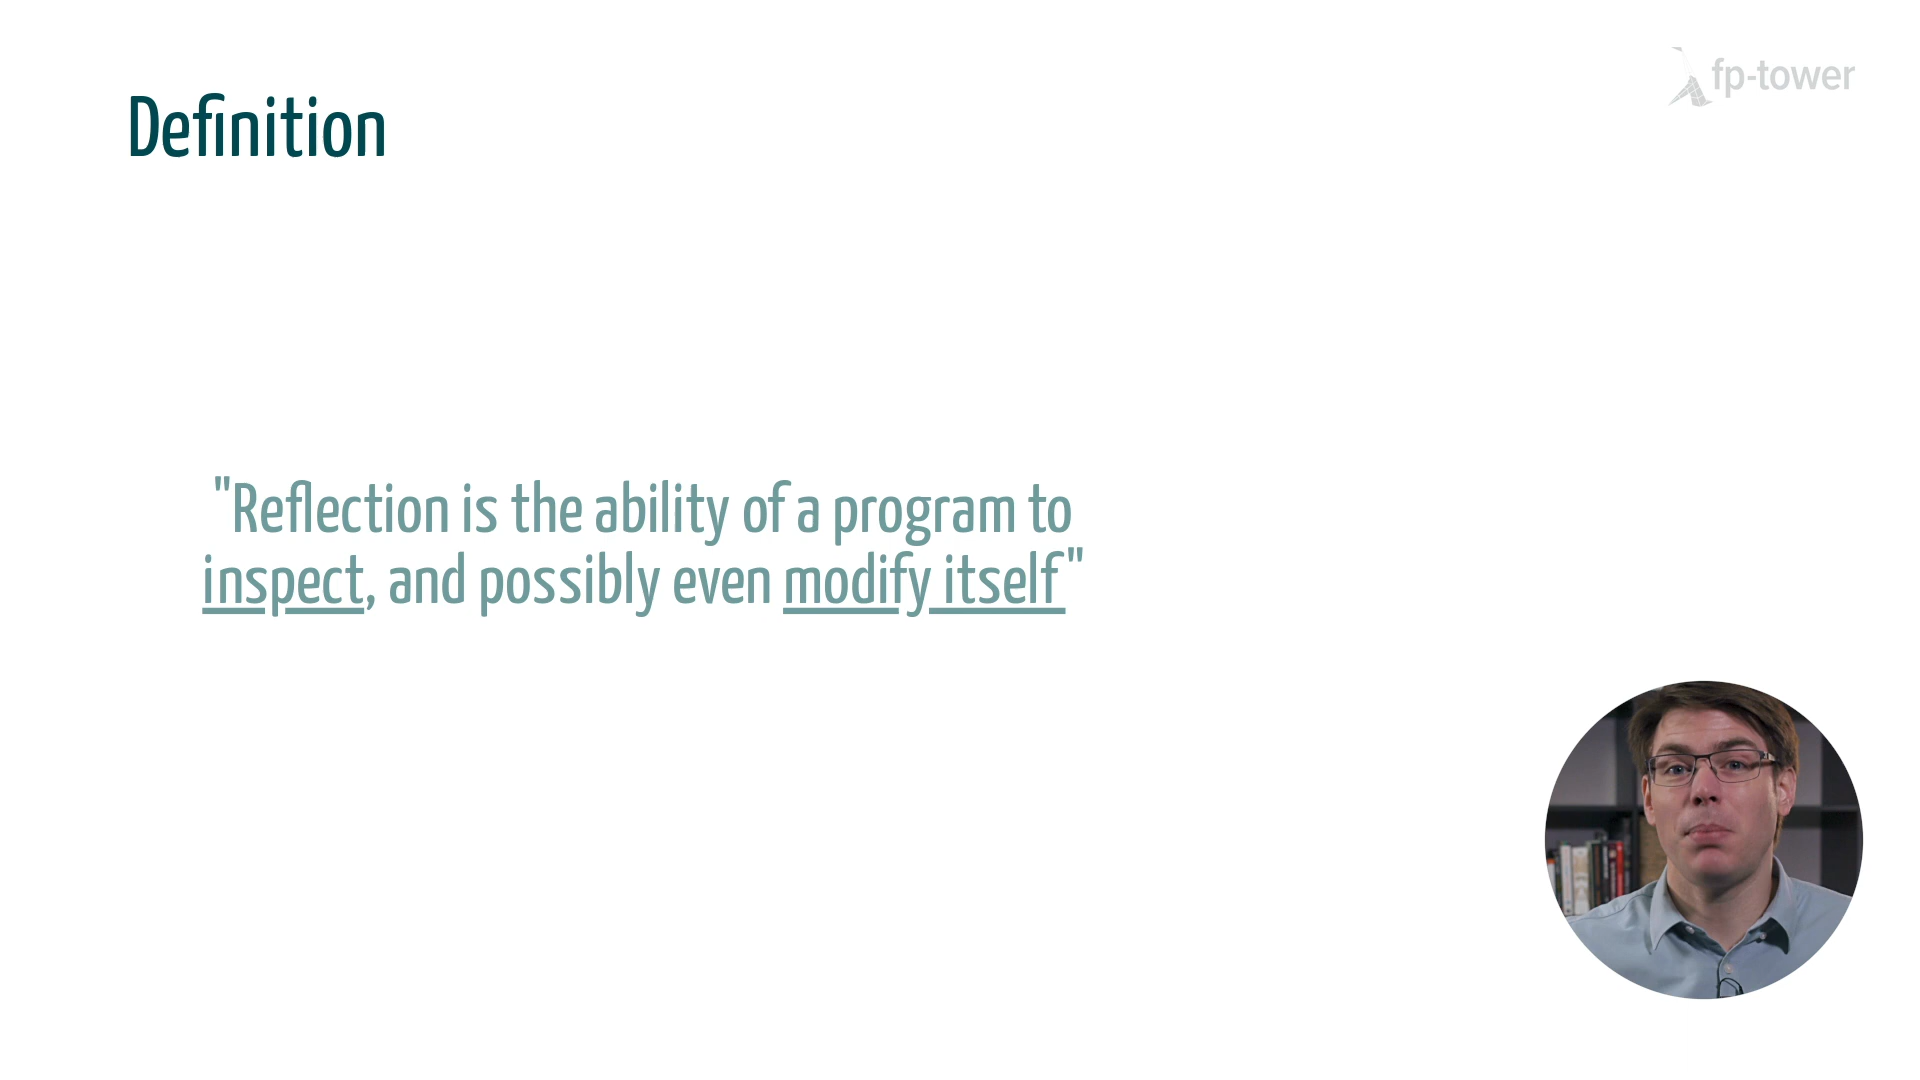 fp-tower
Definition
"Reflection is the ability of a program to
inspect, and possibly even modify itself"